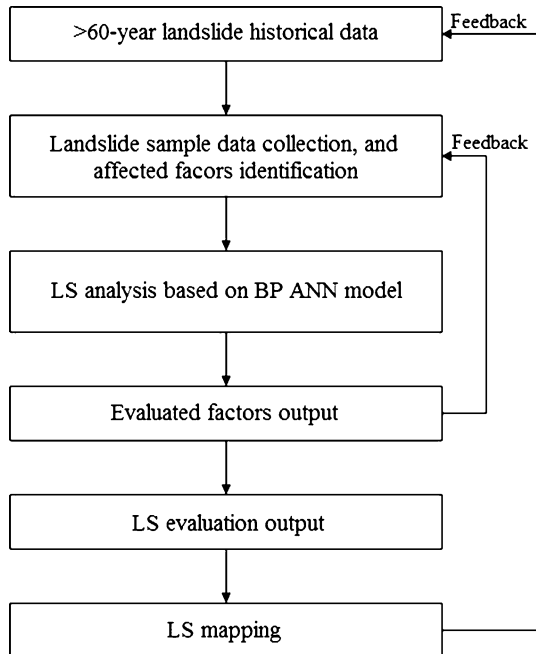 >60-year landslide historical data
Feedback
Landslide sample data collection, and
affected facors identification
Feedback
LS analysis based on BP ANN model
Evaluated factors output
LS evaluation output
LS mapping